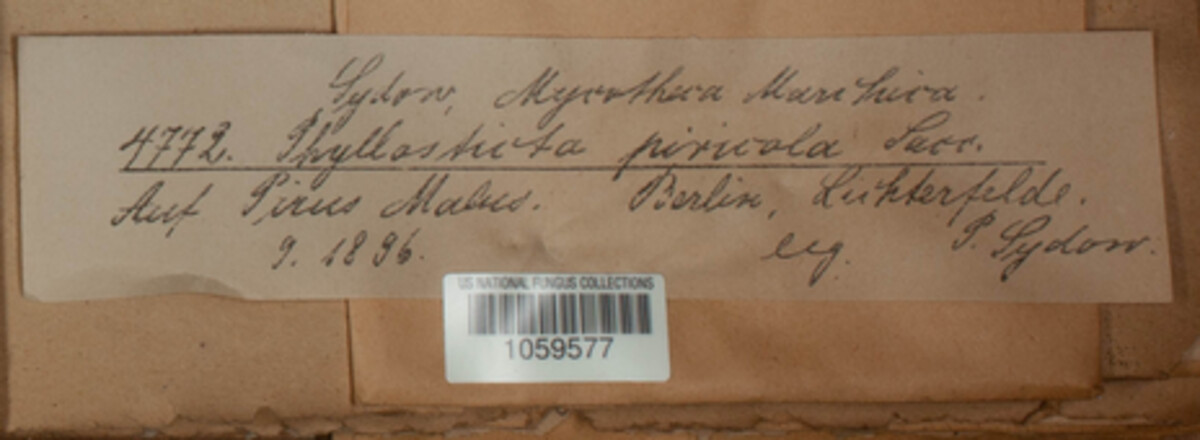 Sydow, Mycotheca Marchica.
4772. Phyllosticta piricola Sacc.
Auf Pirus Malus. Berlin, Lichterfelde.
9. 1896. leg. P. Sydow.
US NATIONAL FUNGUS COLLECTIONS
1059577